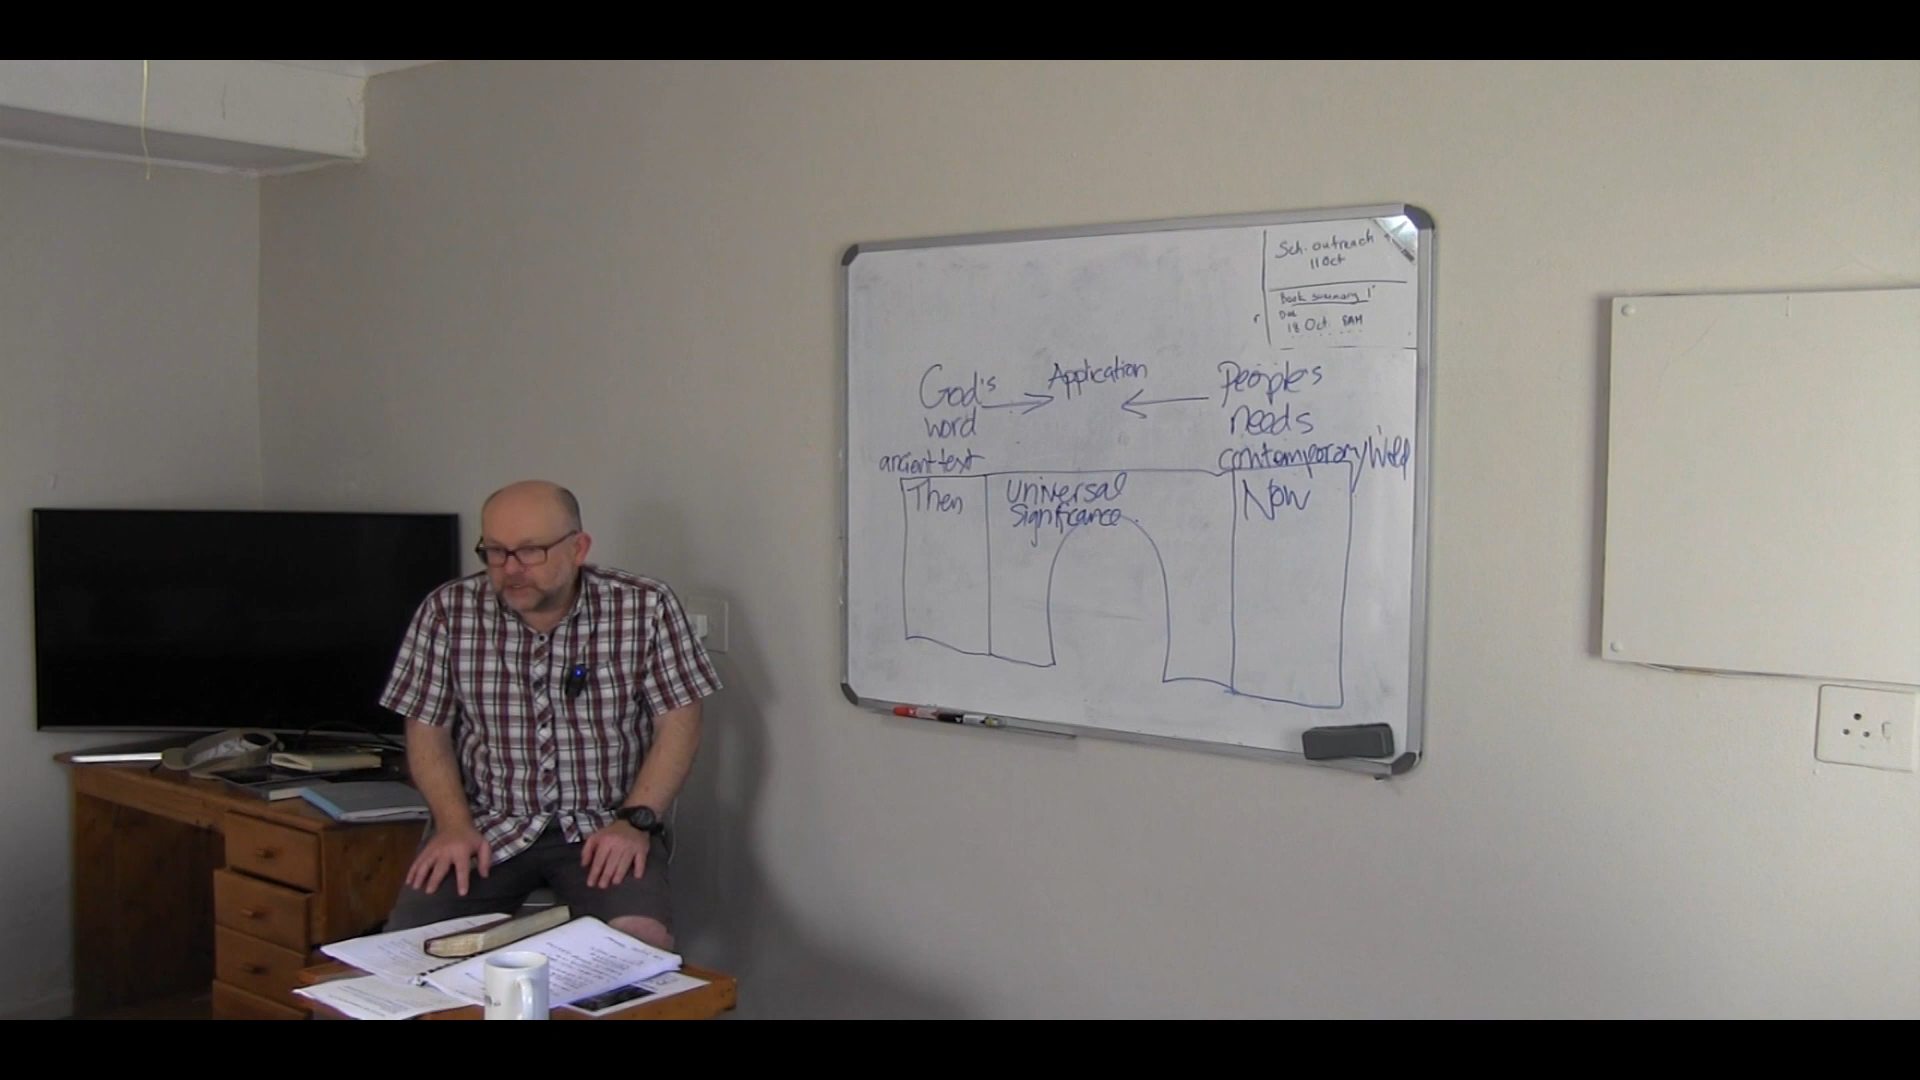 Sch. outreach
11 Oct
Book summary 1
Due
18 Oct. 8AM
God's
word
Application
People's
needs
ancient text
contemporary World
Then
Universal
Significance
Now